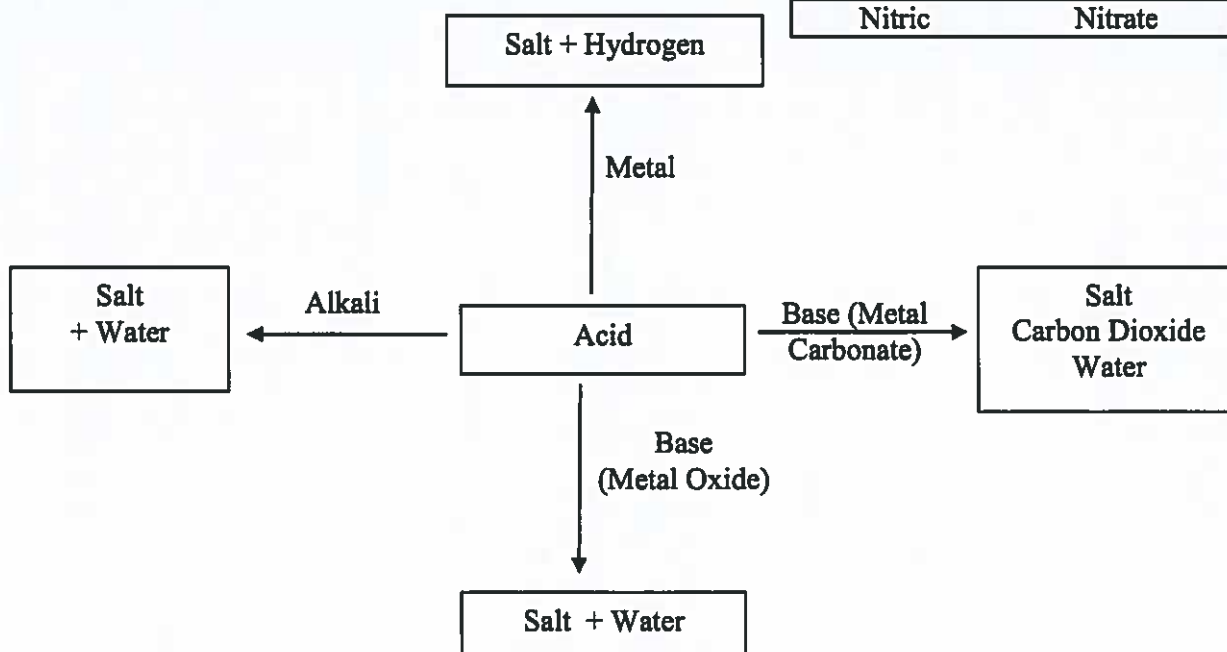 Nitric Nitrate
Salt + Hydrogen
Metal
Salt
+ Water
Alkali
Acid
Base (Metal
Carbonate)
Salt
Carbon Dioxide
Water
Base
(Metal Oxide)
Salt + Water